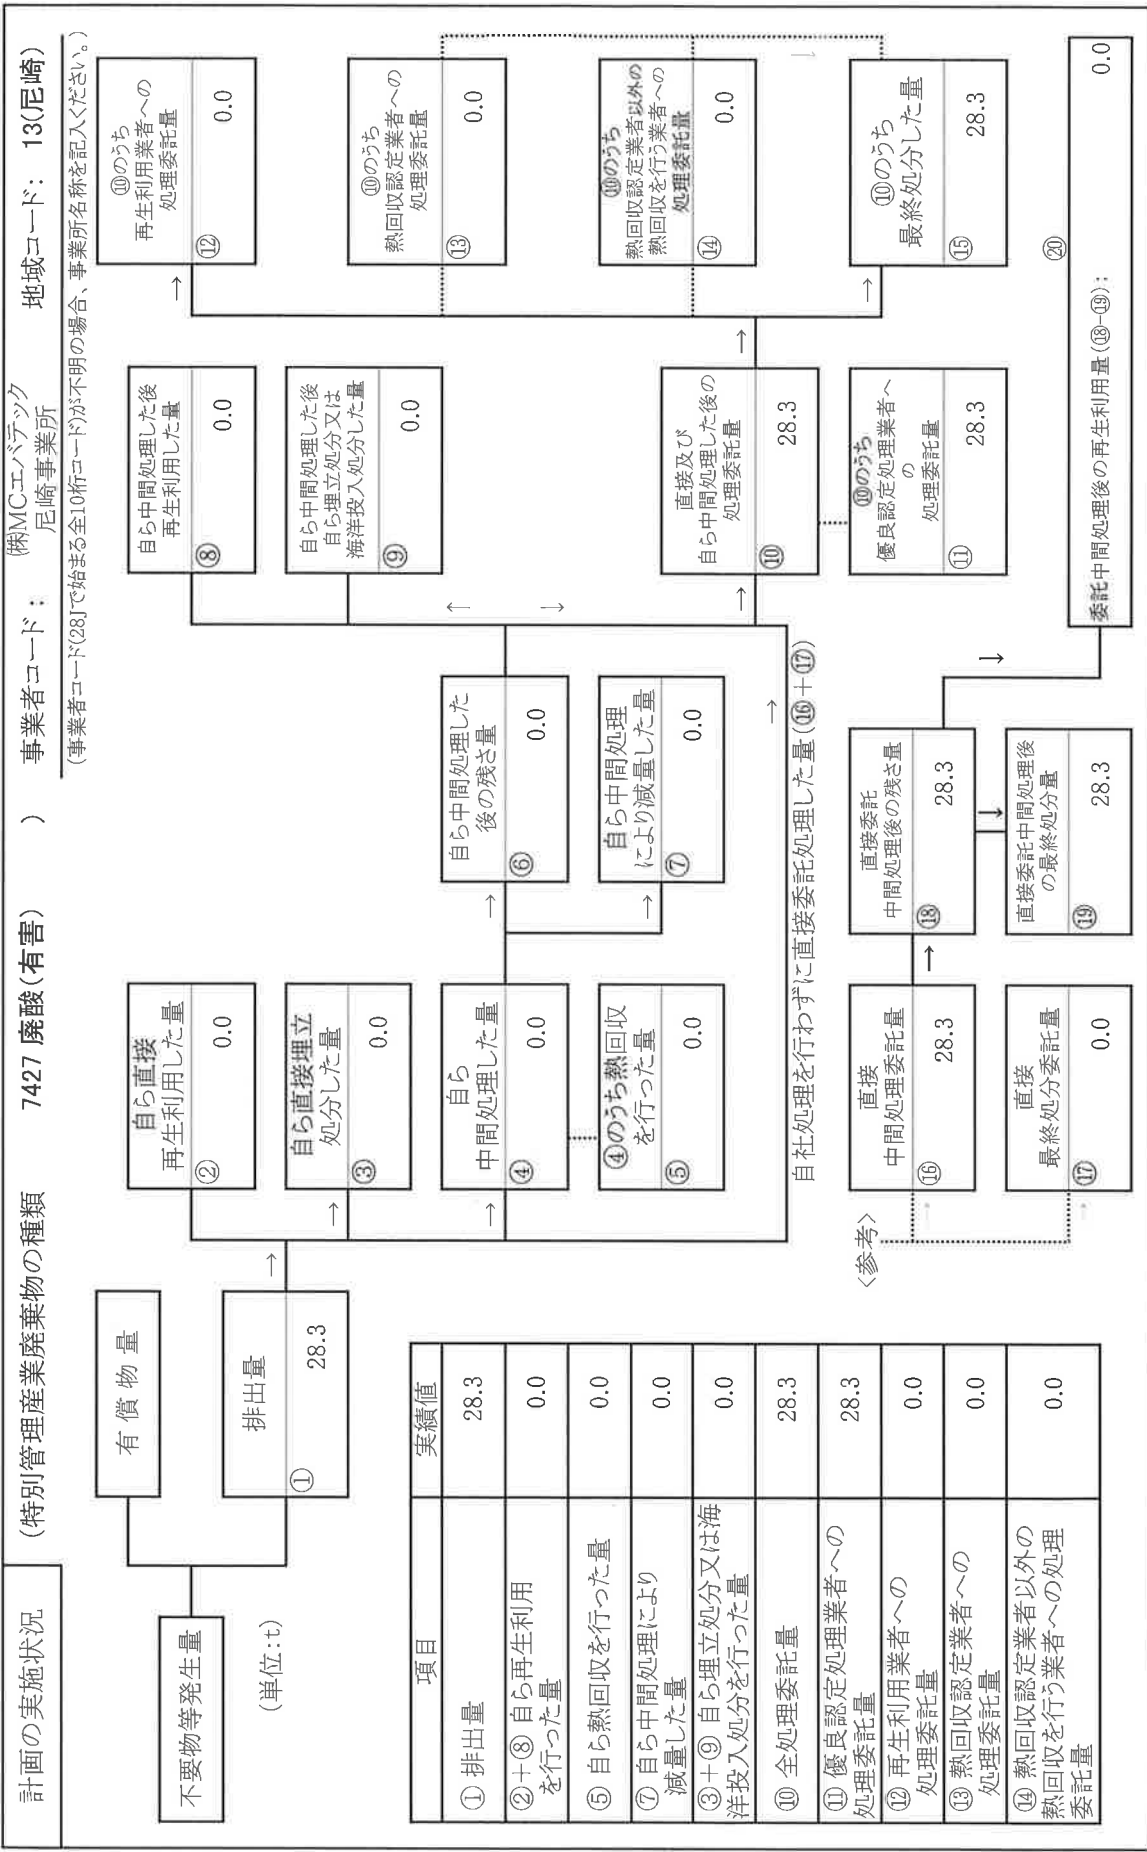 計画の実施状況
(特別管理産業廃棄物の種類
7427 廃酸(有害)
)
事業者コード:
㈱MCエバテック
尼崎事業所
地域コード: 13(尼崎)
(事業者コード(28Jで始まる全10桁コード)が不明の場合、事業所名称を記入ください。)
不要物等発生量
(単位:t)
有償物量
排出量
① 28.3
自ら直接
再生利用した量
② 0.0
自ら直接埋立
処分した量
③ 0.0
自ら
中間処理した量
④ 0.0
④のうち熱回収
を行った量
⑤ 0.0
自ら中間処理した
後の残さ量
⑥ 0.0
自ら中間処理
により減量した量
⑦ 0.0
自ら中間処理した後
再生利用した量
⑧ 0.0
自ら中間処理した後
自ら埋立処分又は
海洋投入処分した量
⑨ 0.0
直接及び
自ら中間処理した後の
処理委託量
⑩ 28.3
⑩のうち
優良認定処理業者へ
の
処理委託量
⑪ 28.3
⑩のうち
再生利用業者への
処理委託量
⑫ 0.0
⑩のうち
熱回収認定業者への
処理委託量
⑬ 0.0
⑩のうち
熱回収認定業者以外の
熱回収を行う業者への
処理委託量
⑭ 0.0
⑩のうち
最終処分した量
⑮ 28.3
自社処理を行わずに直接委託処理した量(⑯+⑰)
<参考>
直接
中間処理委託量
⑯ 28.3
直接
最終処分委託量
⑰ 0.0
直接委託
中間処理後の残さ量
⑱ 28.3
直接委託中間処理後
の最終処分量
⑲ 28.3
⑳
委託中間処理後の再生利用量(⑱-⑲): 0.0
項目 実績値
① 排出量 28.3
②+⑧ 自ら再生利用
を行った量 0.0
⑤ 自ら熱回収を行った量 0.0
⑦ 自ら中間処理により
減量した量 0.0
③+⑨ 自ら埋立処分又は海
洋投入処分を行った量 0.0
⑩ 全処理委託量 28.3
⑪ 優良認定処理業者への
処理委託量 28.3
⑫ 再生利用業者への
処理委託量 0.0
⑬ 熱回収認定業者への
処理委託量 0.0
⑭ 熱回収認定業者以外の
熱回収を行う業者への処理
委託量 0.0